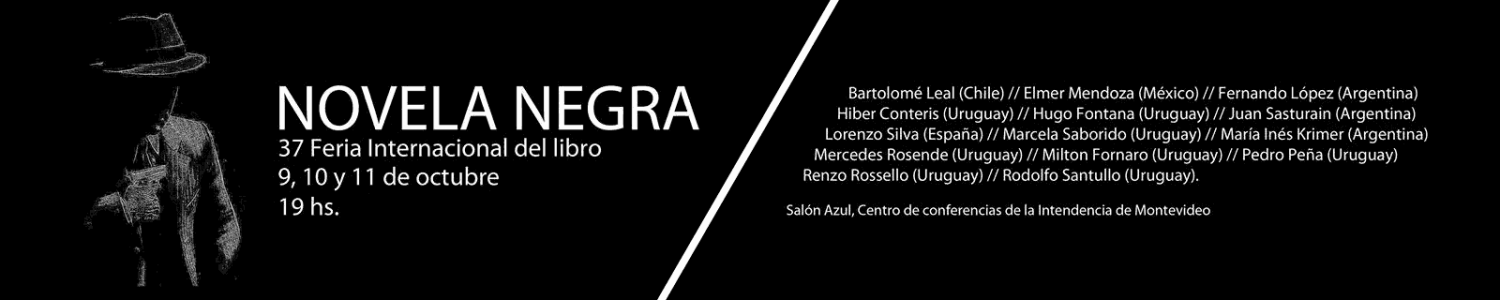 NOVELA NEGRA
37 Feria Internacional del libro
9, 10 y 11 de octubre
19 hs.
Bartolomé Leal (Chile) // Elmer Mendoza (México) // Fernando López (Argentina)
Hiber Conteris (Uruguay) // Hugo Fontana (Uruguay) // Juan Sasturain (Argentina)
Lorenzo Silva (España) // Marcela Saborido (Uruguay) // María Inés Krimer (Argentina)
Mercedes Rosende (Uruguay) // Milton Fornaro (Uruguay) // Pedro Peña (Uruguay)
Renzo Rossello (Uruguay) // Rodolfo Santullo (Uruguay).
Salón Azul, Centro de conferencias de la Intendencia de Montevideo